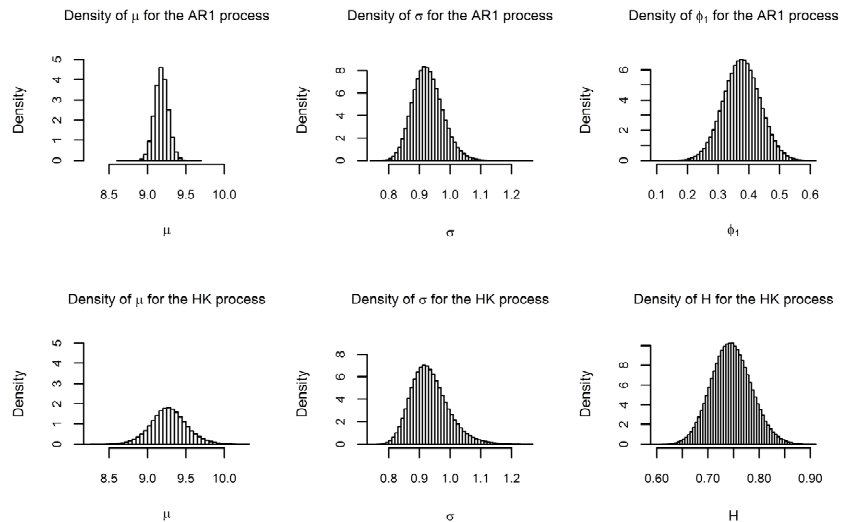 Density of μ for the AR1 process
Density
0 1 2 3 4 5
8.5 9.0 9.5 10.0
μ
Density of σ for the AR1 process
Density
0 2 4 6 8
0.8 0.9 1.0 1.1 1.2
σ
Density of ϕ₁ for the AR1 process
Density
0 2 4 6
0.1 0.2 0.3 0.4 0.5 0.6
ϕ₁
Density of μ for the HK process
Density
0 1 2 3 4 5
8.5 9.0 9.5 10.0
μ
Density of σ for the HK process
Density
0 2 4 6 8
0.8 0.9 1.0 1.1 1.2
σ
Density of H for the HK process
Density
0 2 4 6 8
0.60 0.70 0.80 0.90
H